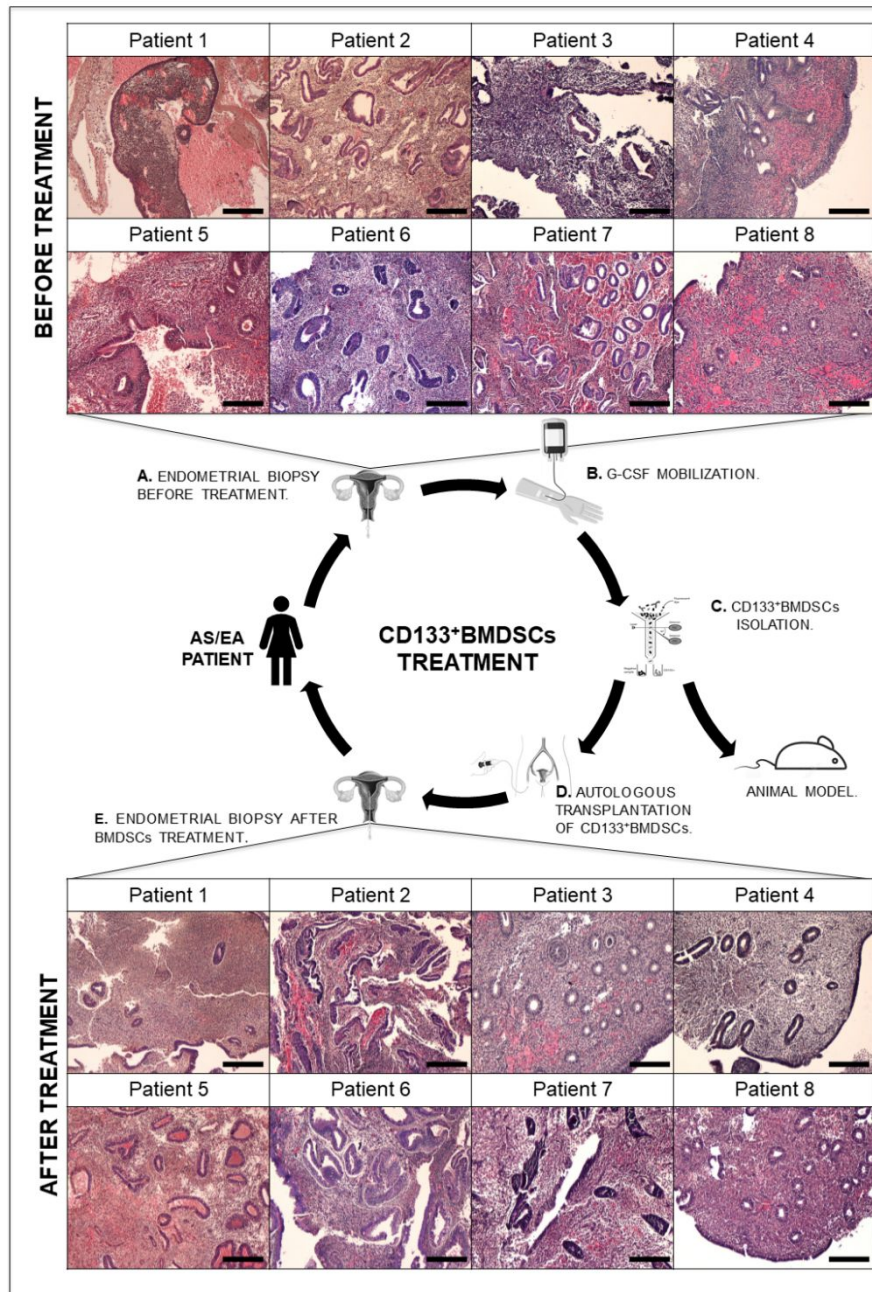 Patient 1 Patient 2 Patient 3 Patient 4
BEFORE TREATMENT
Patient 5 Patient 6 Patient 7 Patient 8
A. ENDOMETRIAL BIOPSY
BEFORE TREATMENT.
B. G-CSF MOBILIZATION.
C. CD133⁺BMDSCs
ISOLATION.
AS/EA
PATIENT
CD133⁺BMDSCs
TREATMENT
ANIMAL MODEL.
D. AUTOLOGOUS
TRANSPLANTATION
OF CD133⁺BMDSCs.
E. ENDOMETRIAL BIOPSY AFTER
BMDSCs TREATMENT.
Patient 1 Patient 2 Patient 3 Patient 4
AFTER TREATMENT
Patient 5 Patient 6 Patient 7 Patient 8